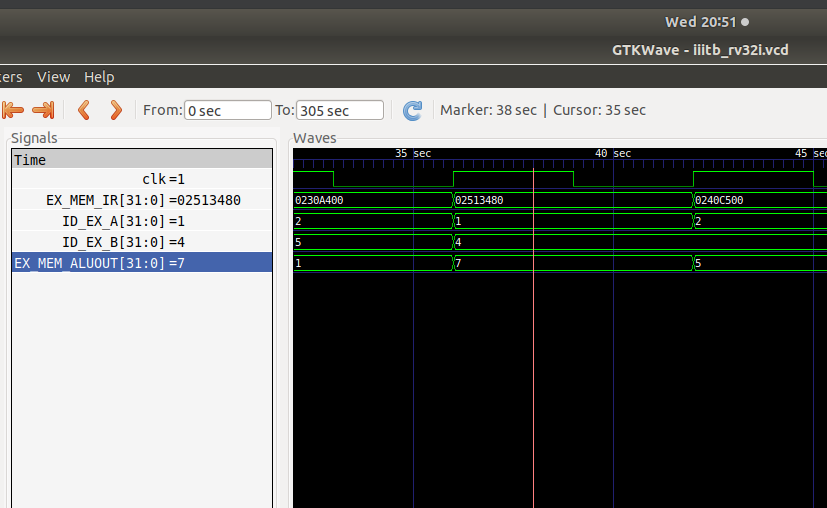 Wed 20:51
GTKWave - iiitb_rv32i.vcd
ers View Help
From: 0 sec To: 305 sec Marker: 38 sec | Cursor: 35 sec
Signals Waves
Time 35 sec 40 sec 45 sec
clk =1
EX_MEM_IR[31:0] =02513480 0230A400 02513480 0240C500
ID_EX_A[31:0] =1 2 1 2
ID_EX_B[31:0] =4 5 4
EX_MEM_ALUOUT[31:0] =7 1 7 5